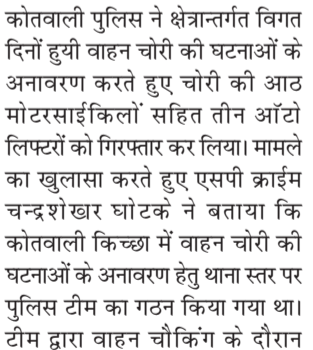 कोतवाली पुलिस ने क्षेत्रान्तर्गत विगत
दिनों हुयी वाहन चोरी की घटनाओं के
अनावरण करते हुए चोरी की आठ
मोटरसाईकिलों सहित तीन ऑटो
लिफ्टरों को गिरफ्तार कर लिया। मामले
का खुलासा करते हुए एसपी क्राईम
चन्द्रशेखर घोटके ने बताया कि
कोतवाली किच्छा में वाहन चोरी की
घटनाओं के अनावरण हेतु थाना स्तर पर
पुलिस टीम का गठन किया गया था।
टीम द्वारा वाहन चौकिंग के दौरान